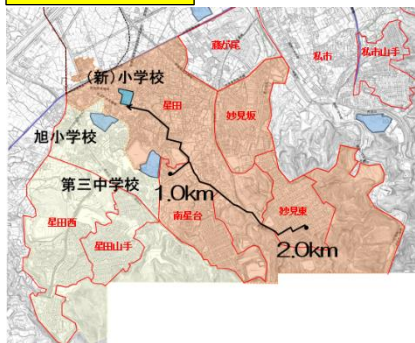 (新)小学校
旭小学校
第三中学校
星田
妙見坂
私市
私市山手
星田西
星田山手
南星台
妙見東
1.0km
2.0km